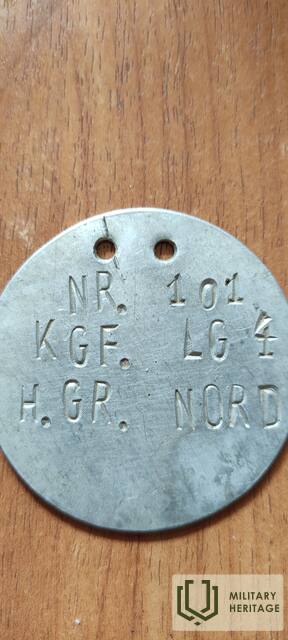 NR. 101
KGF. LG 4
H.GR. NORD
MILITARY
HERITAGE